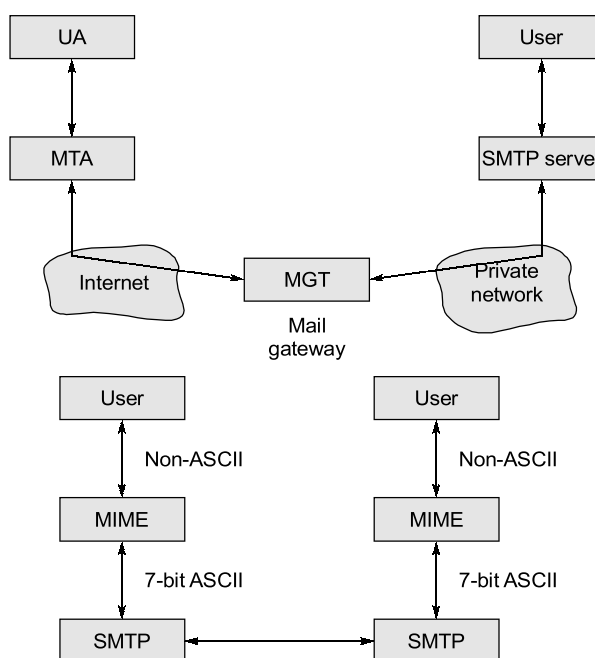 UA
User
MTA
SMTP serve
Internet
MGT
Private
network
Mail
gateway
User
User
Non-ASCII
Non-ASCII
MIME
MIME
7-bit ASCII
7-bit ASCII
SMTP
SMTP